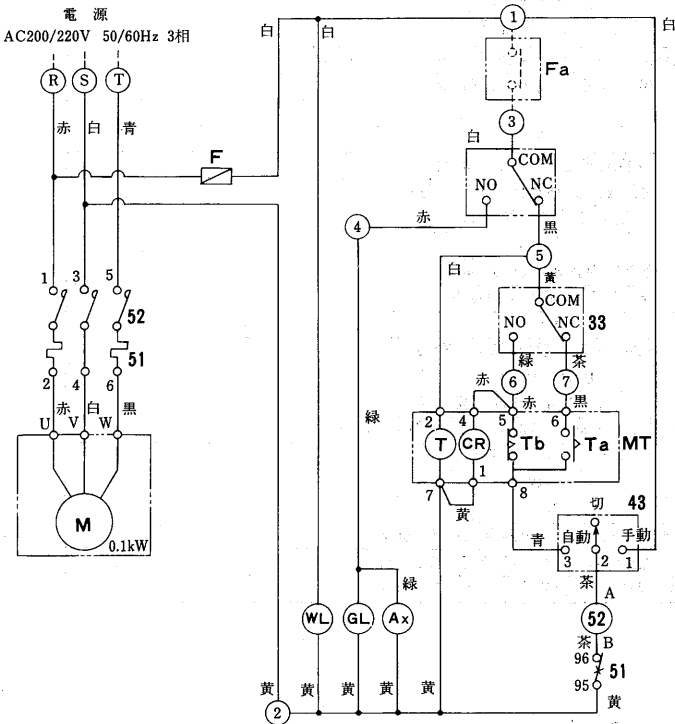 電 源
AC200/220V 50/60Hz 3相
R S T
赤 白 青
F
白 白 1 白
Fa
3
白
COM
NO NC
赤 黒
4
5
白 黄
COM
NO NC 33
緑 茶
6 7
赤 赤 黒
1 3 5
52
51
2 4 6
赤 白 黒
U V W
M
0.1kW
緑
2 4 5 6
T CR Tb Ta MT
1
7 8
黄
切 43
青 自動 手動
3 2 1
茶 A
52
茶 B
96 51
95
緑
WL GL Ax
黄 黄 黄 黄 黄 黄
2